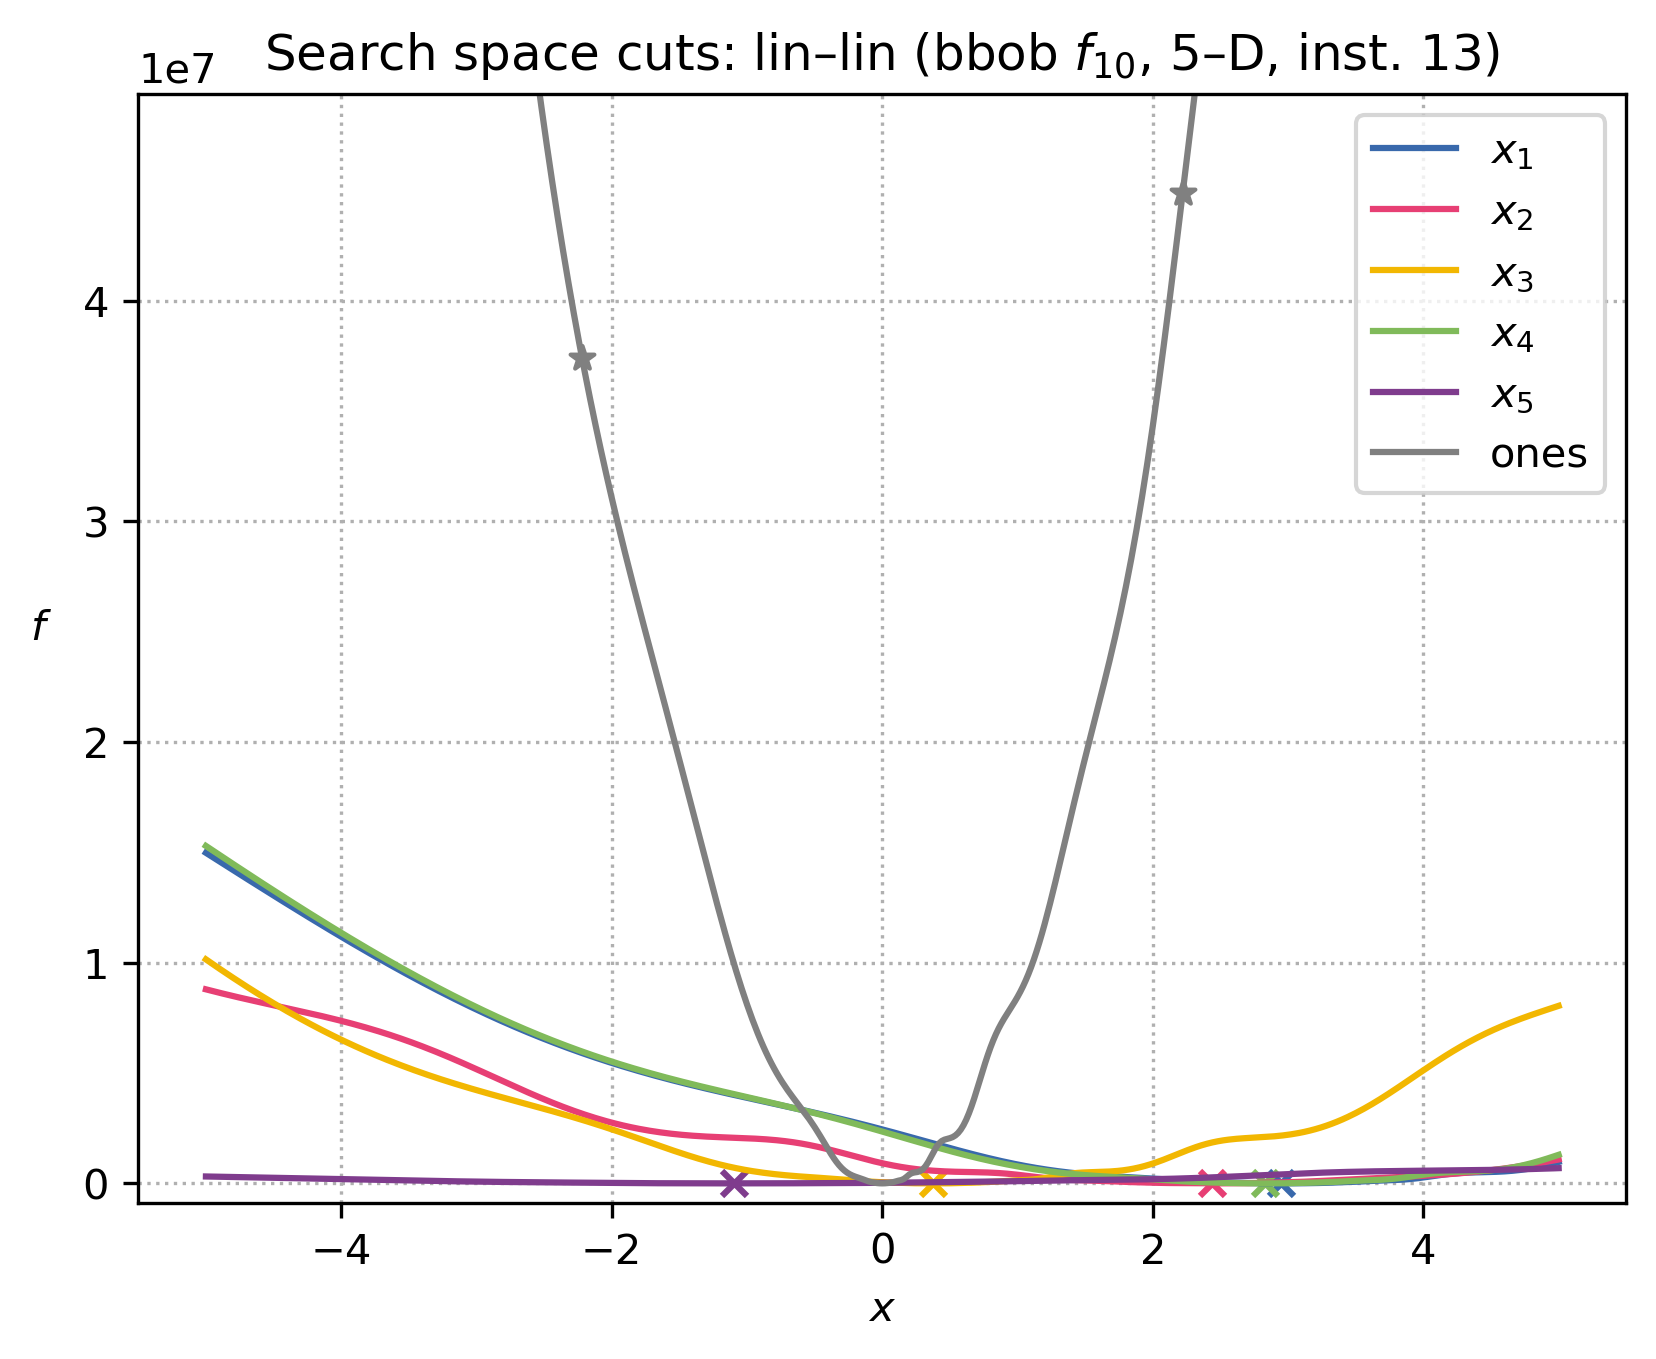 Search space cuts: lin–lin (bbob f10, 5–D, inst. 13)
1e7
4
3
2
1
0
f
−4 −2 0 2 4
x
x1
x2
x3
x4
x5
ones